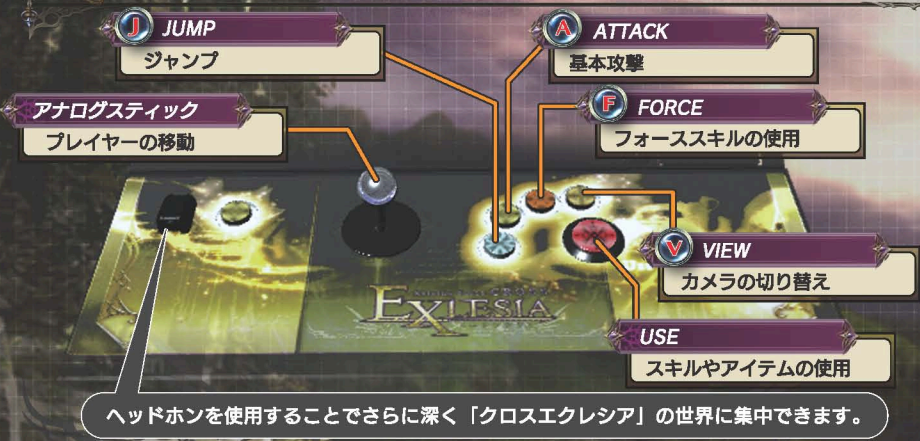 J JUMP
ジャンプ
A ATTACK
基本攻撃
アナログスティック
プレイヤーの移動
F FORCE
フォーススキルの使用
V VIEW
カメラの切り替え
EXLESIA
USE
スキルやアイテムの使用
ヘッドホンを使用することでさらに深く「クロスエクレシア」の世界に集中できます。